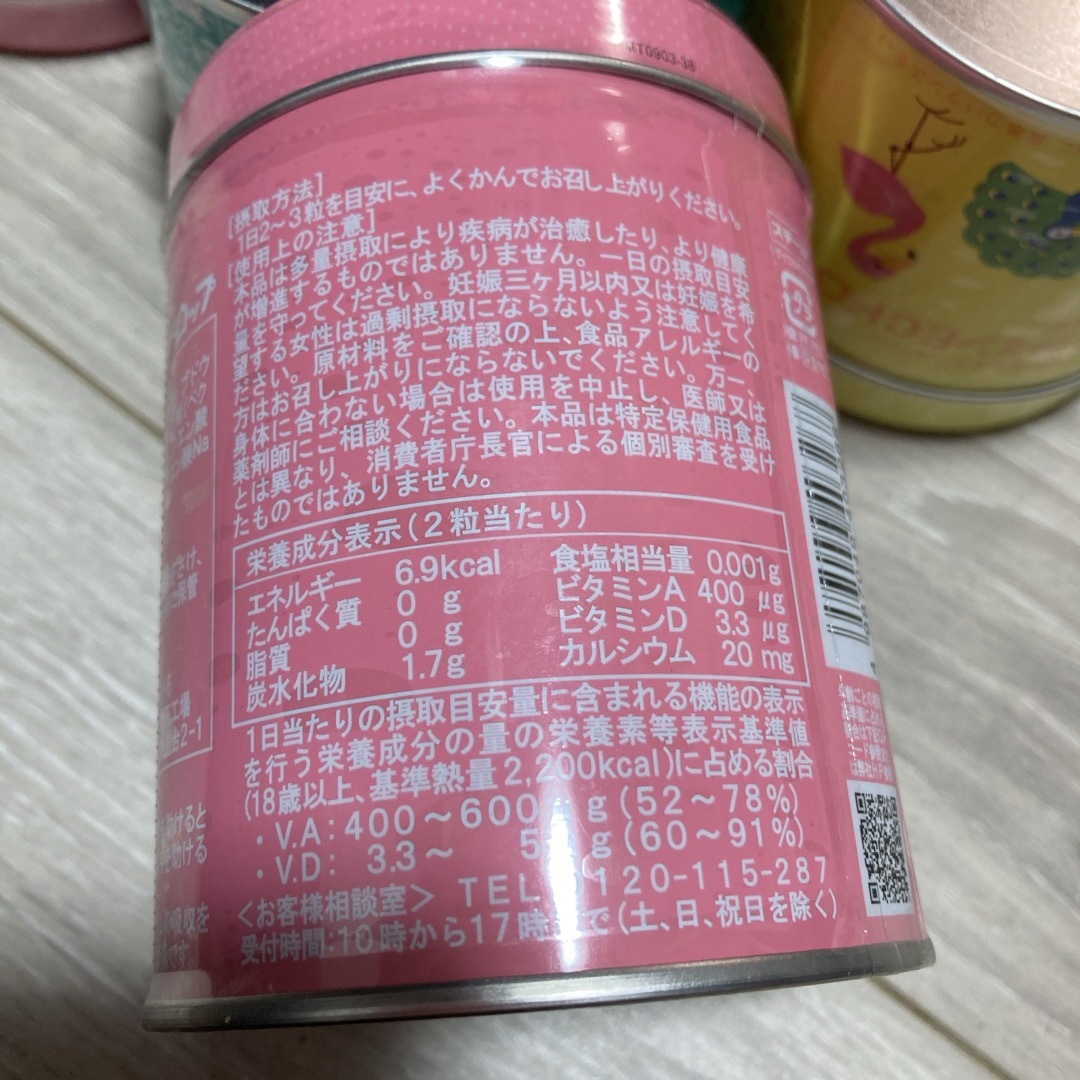 JT0903-38
[摂取方法]
1日2〜3粒を目安に、よくかんでお召し上がりください。
[使用上の注意]
本品は多量摂取により疾病が治癒したり、より健康
が増進するものではありません。一日の摂取目安
量を守ってください。妊娠三ヶ月以内又は妊娠を希
望する女性は過剰摂取にならないよう注意してく
ださい。原材料をご確認の上、食品アレルギーの
方はお召し上がりにならないでください。万一、
身体に合わない場合は使用を中止し、医師又は
薬剤師にご相談ください。本品は特定保健用食品
とは異なり、消費者庁長官による個別審査を受け
たものではありません。
栄養成分表示(2粒当たり)
エネルギー 6.9kcal 食塩相当量 0.001g
たんぱく質 0 g ビタミンA 400 μg
脂質 0 g ビタミンD 3.3 μg
炭水化物 1.7g カルシウム 20 mg
1日当たりの摂取目安量に含まれる機能の表示
を行う栄養成分の量の栄養素等表示基準値
(18歳以上、基準熱量2,200kcal)に占める割合
・V.A: 400〜600 g (52〜78%)
・V.D: 3.3〜 5 g (60〜91%)
<お客様相談室> TEL 0120-115-287
受付時間:10時から17時まで(土、日、祝日を除く)